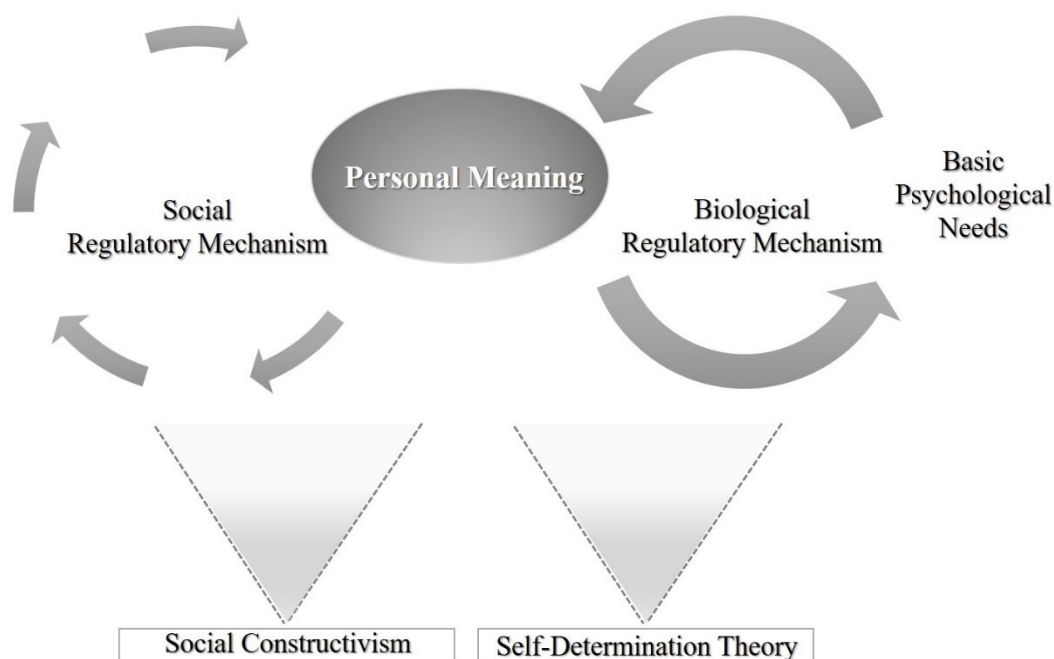 Personal Meaning
Social
Regulatory Mechanism
Biological
Regulatory Mechanism
Basic
Psychological
Needs
Social Constructivism
Self-Determination Theory